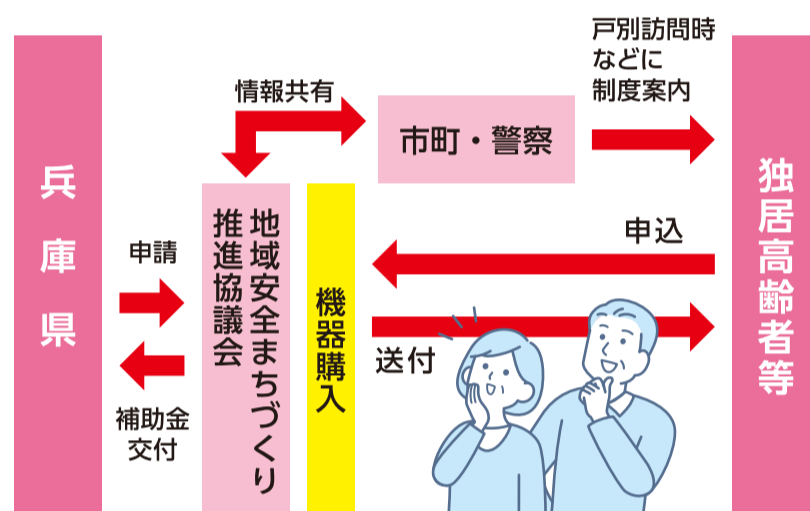 兵庫県
申請
補助金
交付
情報共有
地域安全まちづくり
推進協議会
機器購入
市町・警察
戸別訪問時
などに
制度案内
申込
送付
独居高齢者等